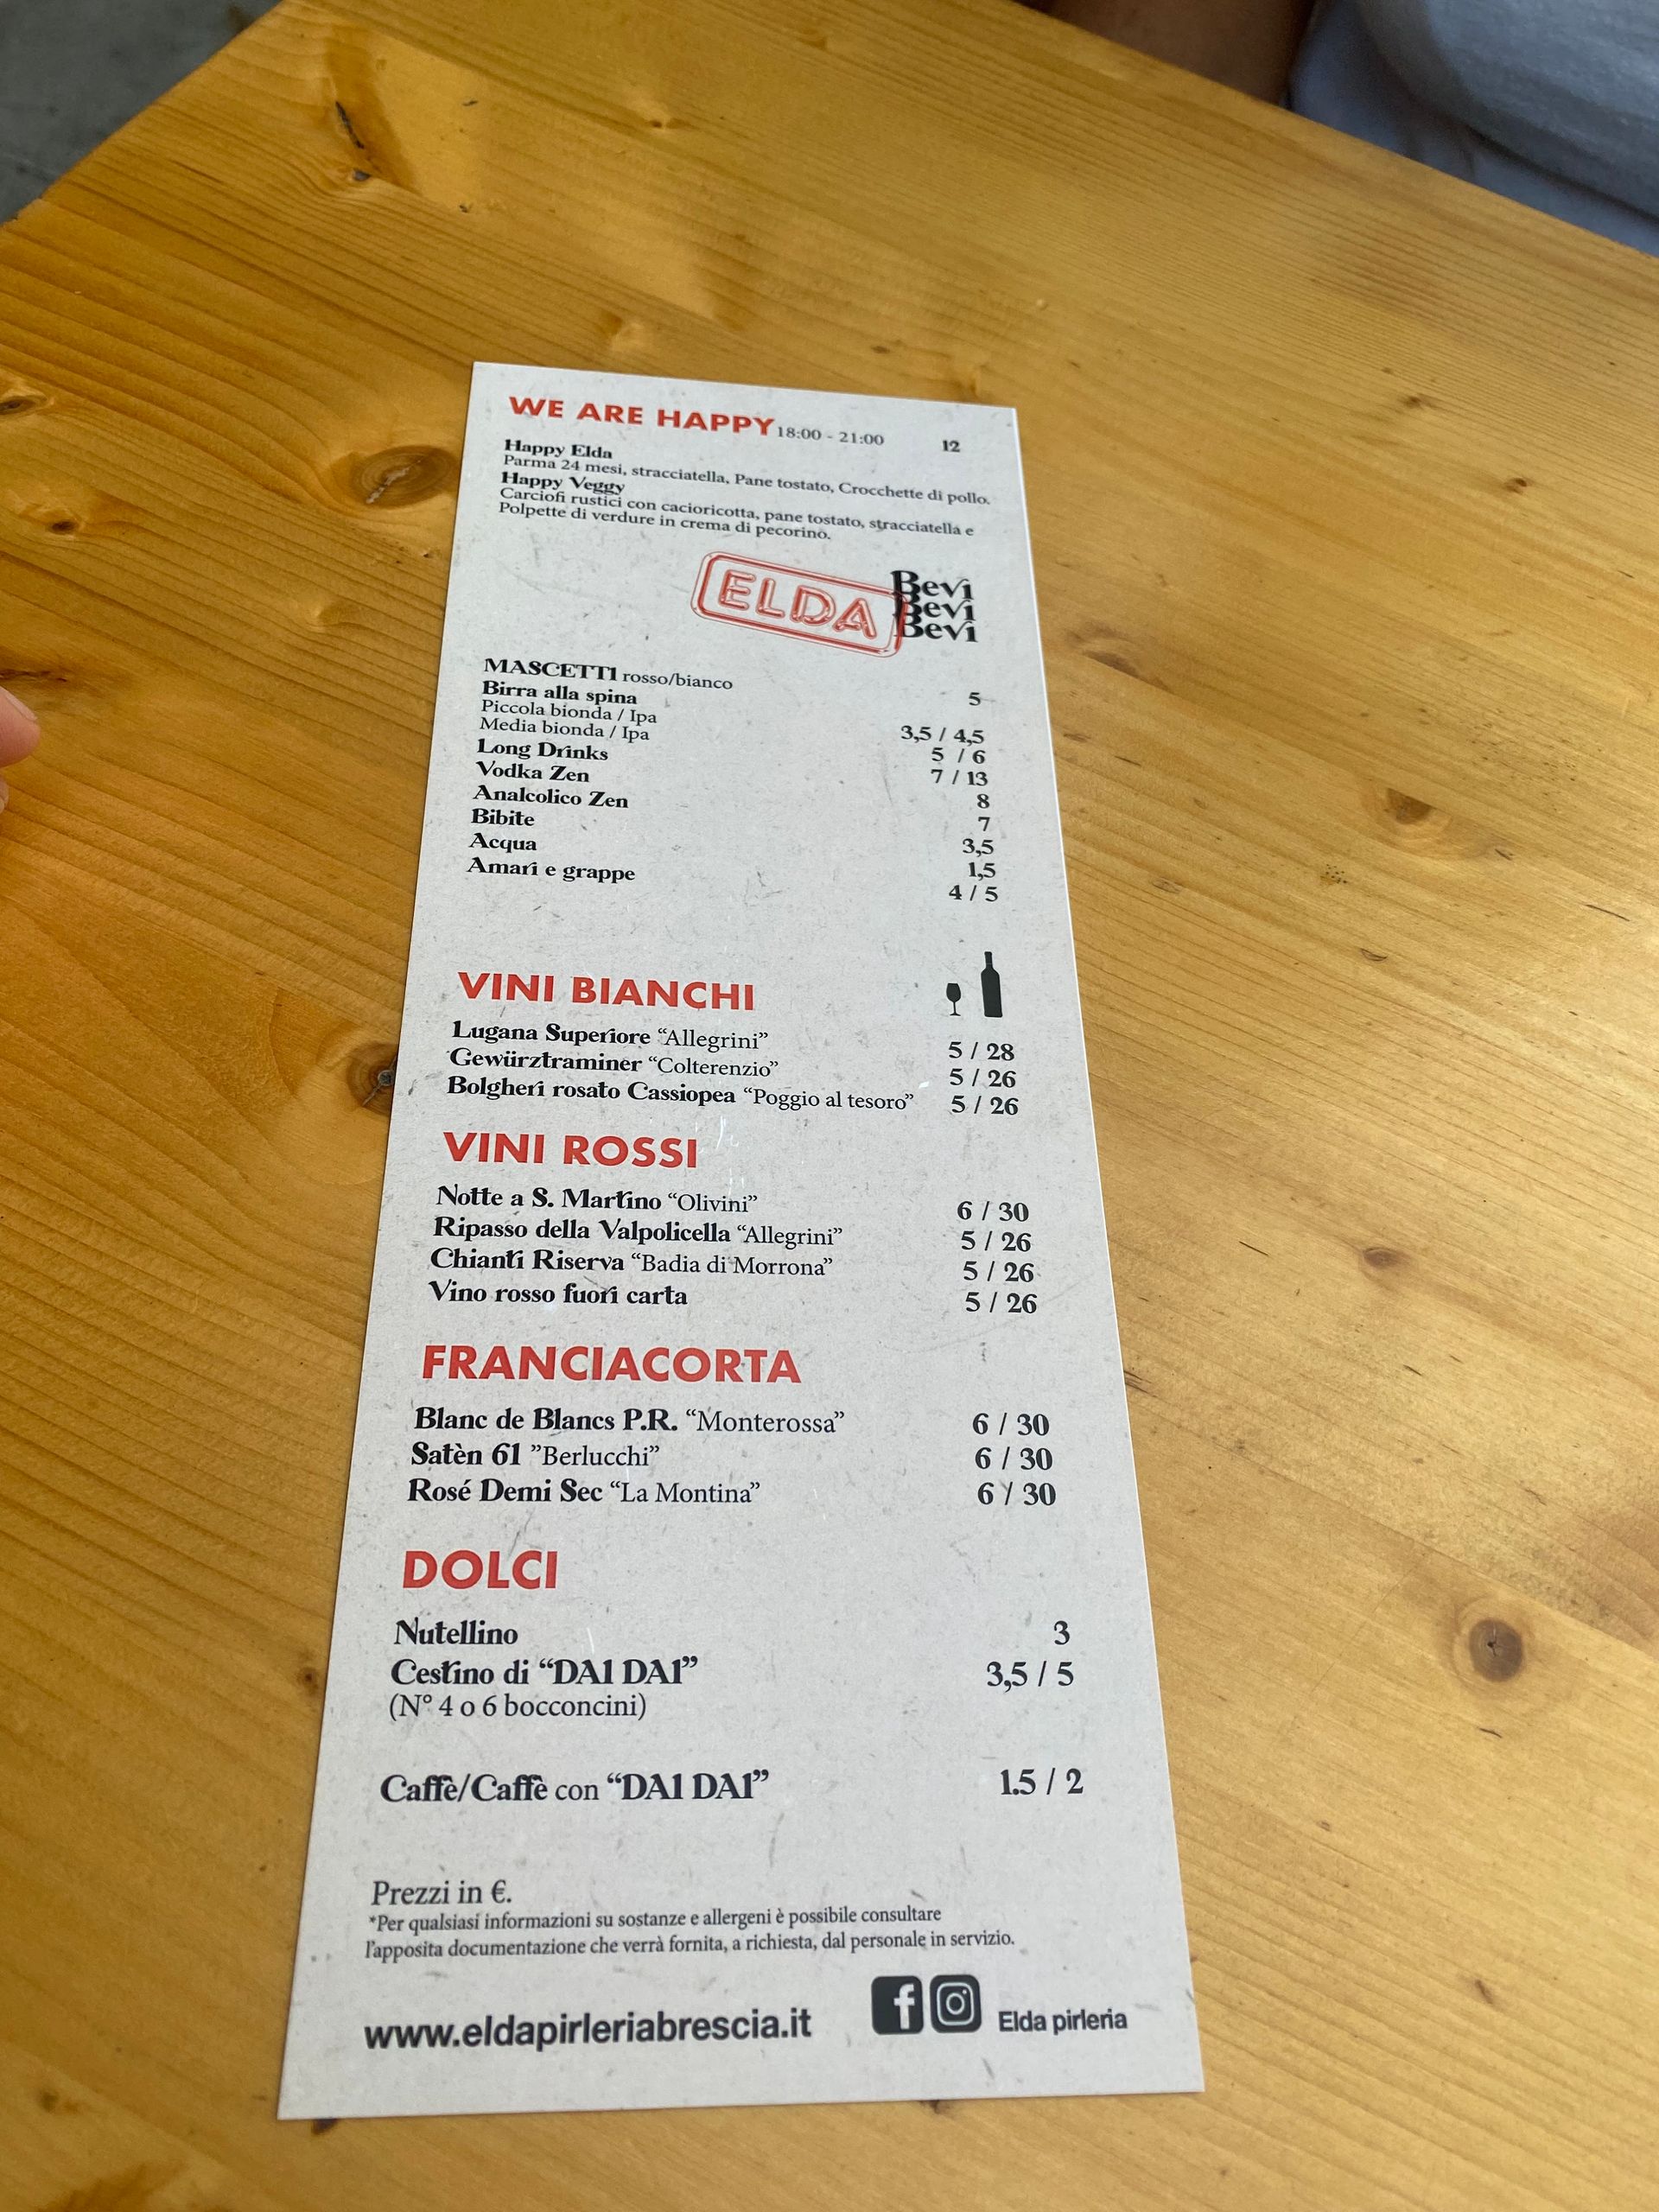 WE ARE HAPPY 18:00 - 21:00 12
Happy Elda
Parma 24 mesi, stracciatella, Pane tostato, Crocchette di pollo.
Happy Veggy
Carciofi rustici con cacioricotta, pane tostato, stracciatella e
Polpette di verdure in crema di pecorino.
ELDA
Bevi
Bevi
Bevi
MASCETTI rosso/bianco 5
Birra alla spina
Piccola bionda / Ipa 3,5 / 4,5
Media bionda / Ipa 5 / 6
Long Drinks 7 / 13
Vodka Zen 8
Analcolico Zen 7
Bibite 3,5
Acqua 1,5
Amari e grappe 4 / 5
VINI BIANCHI
Lugana Superiore “Allegrini” 5 / 28
Gewürztraminer “Colterenzio” 5 / 26
Bolgheri rosato Cassiopea “Poggio al tesoro” 5 / 26
VINI ROSSI
Notte a S. Martino “Olivini” 6 / 30
Ripasso della Valpolicella “Allegrini” 5 / 26
Chianti Riserva “Badia di Morrona” 5 / 26
Vino rosso fuori carta 5 / 26
FRANCIACORTA
Blanc de Blancs P.R. “Monterossa” 6 / 30
Satèn 61 ”Berlucchi” 6 / 30
Rosé Demi Sec “La Montina” 6 / 30
DOLCI
Nutellino 3
Cestino di “DAI DAI” 3,5 / 5
(N° 4 o 6 bocconcini)
Caffè/Caffè con “DAI DAI” 1.5 / 2
Prezzi in €.
*Per qualsiasi informazioni su sostanze e allergeni è possibile consultare
l'apposita documentazione che verrà fornita, a richiesta, dal personale in servizio.
www.eldapirleriabrescia.it Elda pirleria